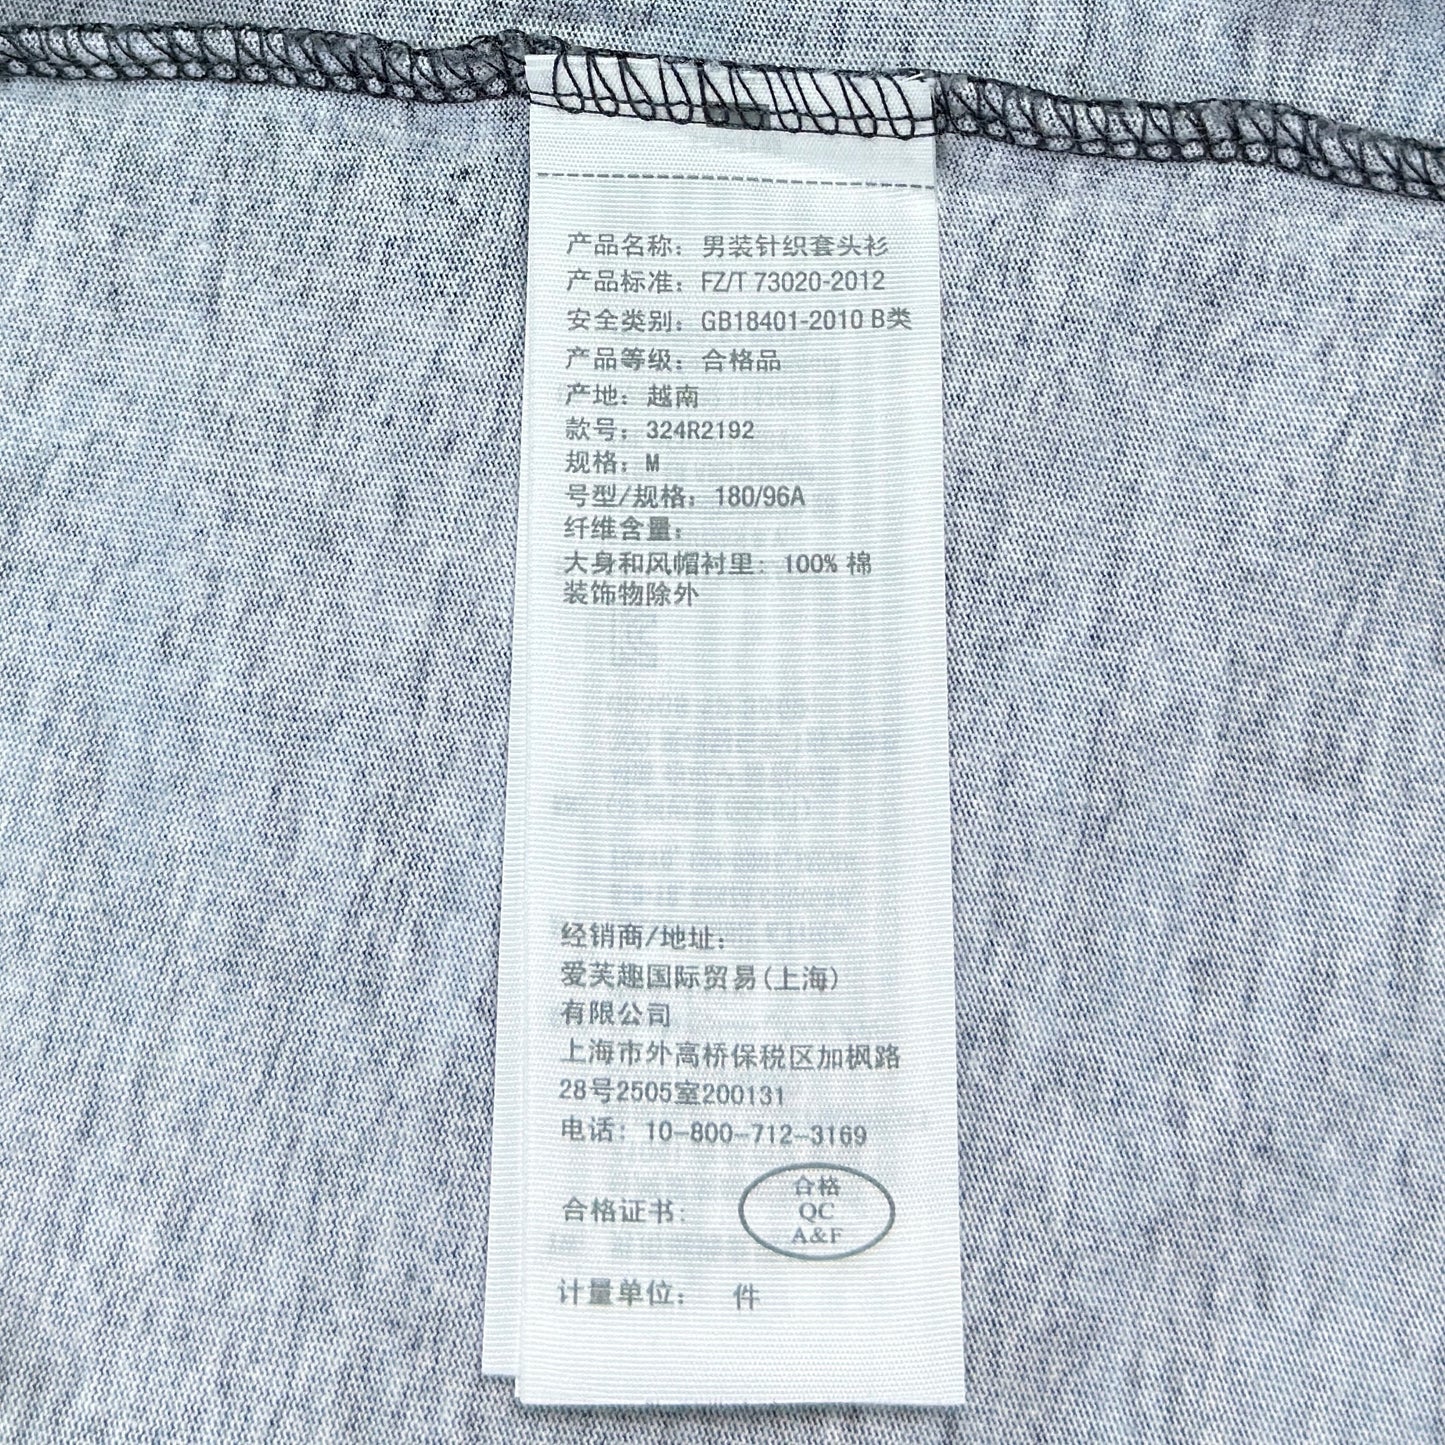 产品名称：男装针织套头衫
产品标准：FZ/T 73020-2012
安全类别：GB18401-2010 B类
产品等级：合格品
产地：越南
款号：324R2192
规格：M
号型/规格：180/96A
纤维含量：
大身和风帽衬里：100% 棉
装饰物除外
经销商/地址：
爱芙趣国际贸易(上海)
有限公司
上海市外高桥保税区加枫路
28号2505室200131
电话：10-800-712-3169
合格证书：
合格
QC
A&F
计量单位： 件